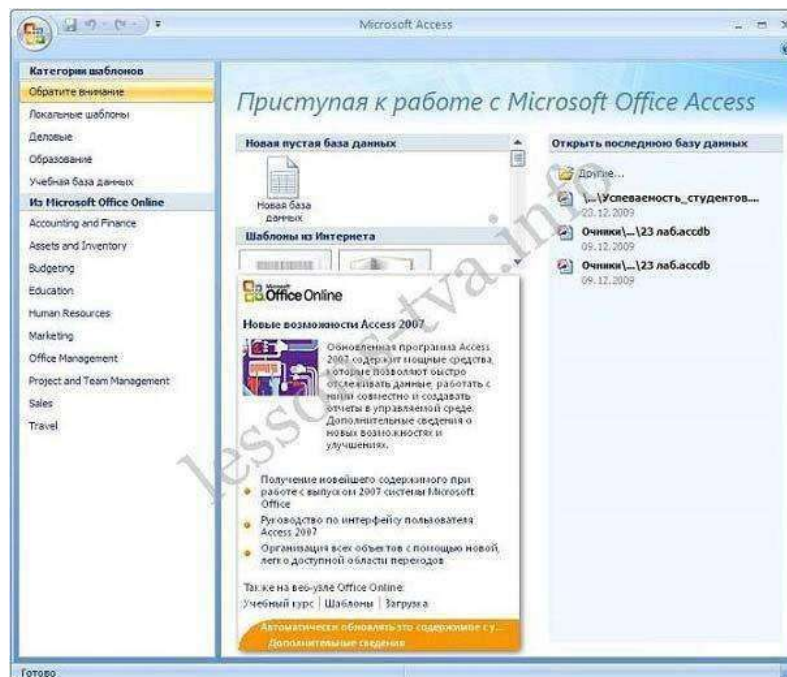 Microsoft Access
Категории шаблонов
Обратите внимание
Локальные шаблоны
Деловые
Образование
Учебная база данных
Из Microsoft Office Online
Accounting and Finance
Assets and Inventory
Budgeting
Education
Human Resources
Marketing
Office Management
Project and Team Management
Sales
Travel
Приступая к работе с Microsoft Office Access
Новая пустая база данных
Новая база
данных
Шаблоны из Интернета
Microsoft
Office Online
Новые возможности Access 2007
Обновленная программа Access
2007 содержит мощные средства,
которые позволяют быстро
отслеживать данные, работать с
ними совместно и создавать
отчеты в управляемой среде.
Дополнительные сведения о
новых возможностях и
улучшениях.
Получение новейшего содержимого при
работе с выпуском 2007 системы Microsoft
Office
Руководство по интерфейсу пользователя
Access 2007
Организация всех объектов с помощью новой,
легко доступной области переходов
Также на веб-узле Office Online:
Учебный курс | Шаблоны | Загрузка
Автоматически обновлять это содержимое с у...
Дополнительные сведения
Открыть последнюю базу данных
Другие...
\...\Успеваемость_студентов....
23.12.2009
Очники\...\23 лаб.accdb
09.12.2009
Очники\...\23 лаб.accdb
09.12.2009
Готово
lessons-tva.info